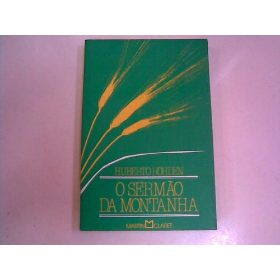 HUBERTO ROHDEN
O SERMÃO
DA MONTANHA
MARTIN CLARET